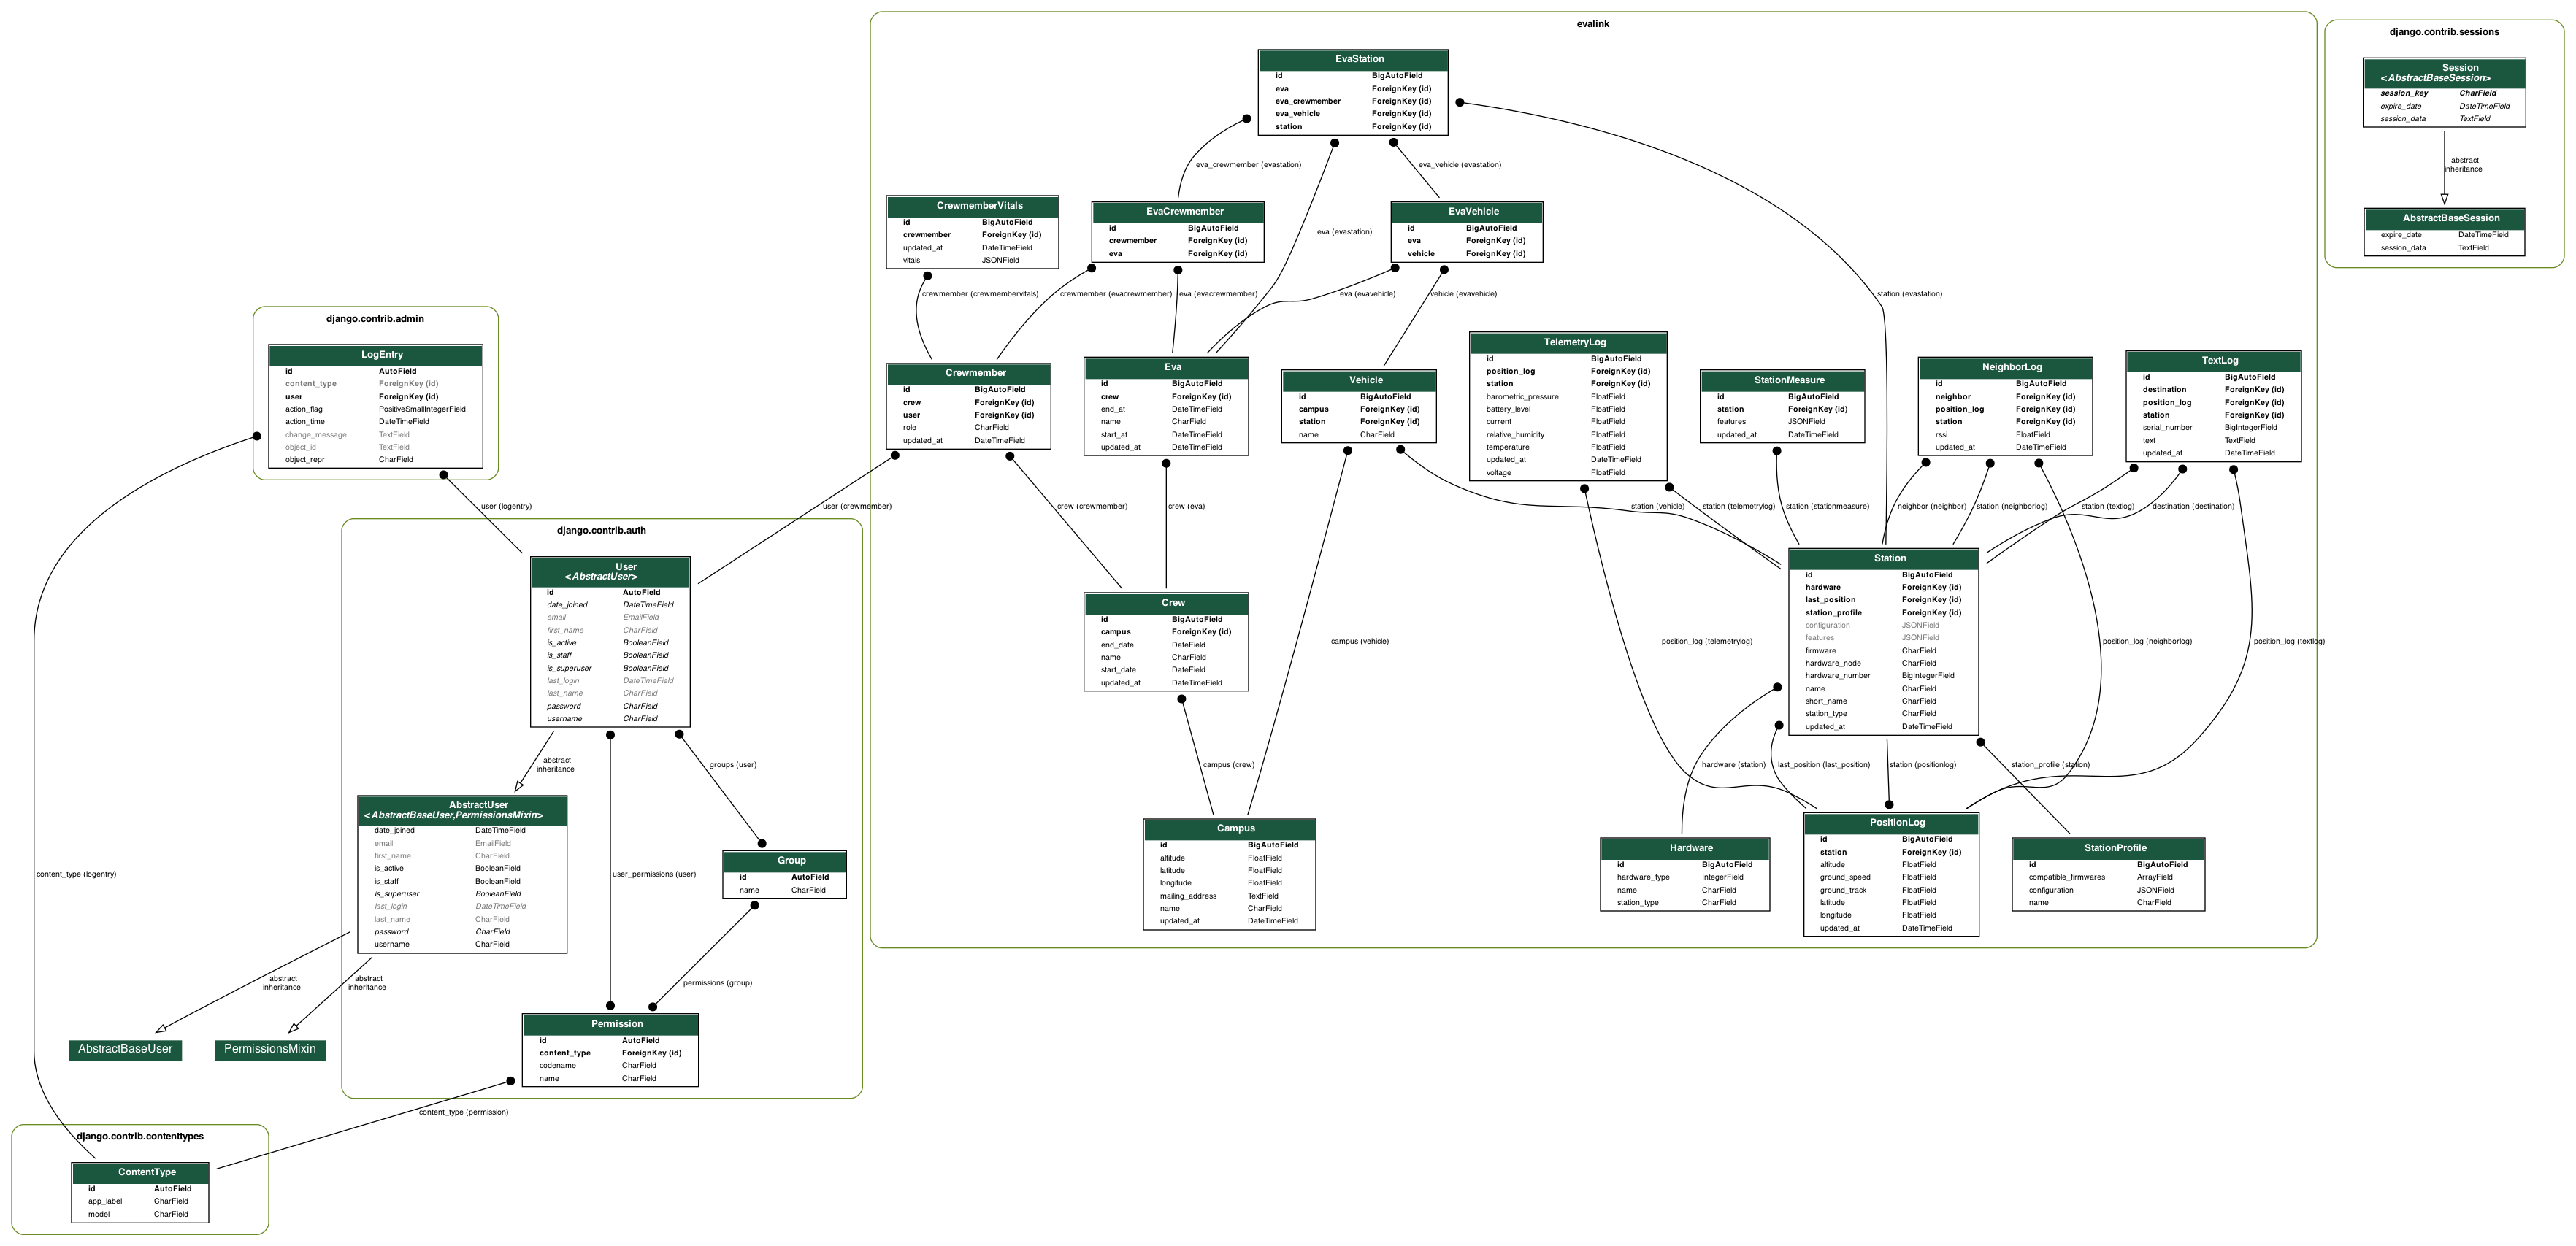 evalink
EvaStation
id BigAutoField
eva ForeignKey (id)
eva_crewmember ForeignKey (id)
eva_vehicle ForeignKey (id)
station ForeignKey (id)
eva_crewmember (evastation)
eva_vehicle (evastation)
eva (evastation)
station (evastation)
CrewmemberVitals
id BigAutoField
crewmember ForeignKey (id)
updated_at DateTimeField
vitals JSONField
EvaCrewmember
id BigAutoField
crewmember ForeignKey (id)
eva ForeignKey (id)
EvaVehicle
id BigAutoField
eva ForeignKey (id)
vehicle ForeignKey (id)
crewmember (crewmembervitals)
crewmember (evacrewmember)
eva (evacrewmember)
eva (evavehicle)
vehicle (evavehicle)
Crewmember
id BigAutoField
crew ForeignKey (id)
user ForeignKey (id)
role CharField
updated_at DateTimeField
Eva
id BigAutoField
crew ForeignKey (id)
end_at DateTimeField
name CharField
start_at DateTimeField
updated_at DateTimeField
Vehicle
id BigAutoField
campus ForeignKey (id)
station ForeignKey (id)
name CharField
TelemetryLog
id BigAutoField
position_log ForeignKey (id)
station ForeignKey (id)
barometric_pressure FloatField
battery_level FloatField
current FloatField
relative_humidity FloatField
temperature FloatField
updated_at DateTimeField
voltage FloatField
StationMeasure
id BigAutoField
station ForeignKey (id)
features JSONField
updated_at DateTimeField
NeighborLog
id BigAutoField
neighbor ForeignKey (id)
position_log ForeignKey (id)
station ForeignKey (id)
rssi FloatField
updated_at DateTimeField
TextLog
id BigAutoField
destination ForeignKey (id)
position_log ForeignKey (id)
station ForeignKey (id)
serial_number BigIntegerField
text TextField
updated_at DateTimeField
user (crewmember)
crew (crewmember)
crew (eva)
station (vehicle)
station (telemetrylog)
station (stationmeasure)
neighbor (neighbor)
station (neighborlog)
station (textlog)
destination (destination)
Crew
id BigAutoField
campus ForeignKey (id)
end_date DateField
name CharField
start_date DateField
updated_at DateTimeField
campus (vehicle)
position_log (telemetrylog)
Station
id BigAutoField
hardware ForeignKey (id)
last_position ForeignKey (id)
station_profile ForeignKey (id)
configuration JSONField
features JSONField
firmware CharField
hardware_node CharField
hardware_number BigIntegerField
name CharField
short_name CharField
station_type CharField
updated_at DateTimeField
position_log (neighborlog)
position_log (textlog)
campus (crew)
hardware (station)
last_position (last_position)
station (positionlog)
station_profile (station)
Campus
id BigAutoField
altitude FloatField
latitude FloatField
longitude FloatField
mailing_address TextField
name CharField
updated_at DateTimeField
Hardware
id BigAutoField
hardware_type IntegerField
name CharField
station_type CharField
PositionLog
id BigAutoField
station ForeignKey (id)
altitude FloatField
ground_speed FloatField
ground_track FloatField
latitude FloatField
longitude FloatField
updated_at DateTimeField
StationProfile
id BigAutoField
compatible_firmwares ArrayField
configuration JSONField
name CharField
django.contrib.sessions
Session
<AbstractBaseSession>
session_key CharField
expire_date DateTimeField
session_data TextField
abstract
inheritance
AbstractBaseSession
expire_date DateTimeField
session_data TextField
django.contrib.admin
LogEntry
id AutoField
content_type ForeignKey (id)
user ForeignKey (id)
action_flag PositiveSmallIntegerField
action_time DateTimeField
change_message TextField
object_id TextField
object_repr CharField
user (logentry)
content_type (logentry)
django.contrib.auth
User
<AbstractUser>
id AutoField
date_joined DateTimeField
email EmailField
first_name CharField
is_active BooleanField
is_staff BooleanField
is_superuser BooleanField
last_login DateTimeField
last_name CharField
password CharField
username CharField
abstract
inheritance
groups (user)
user_permissions (user)
AbstractUser
<AbstractBaseUser,PermissionsMixin>
date_joined DateTimeField
email EmailField
first_name CharField
is_active BooleanField
is_staff BooleanField
is_superuser BooleanField
last_login DateTimeField
last_name CharField
password CharField
username CharField
Group
id AutoField
name CharField
permissions (group)
abstract
inheritance
abstract
inheritance
AbstractBaseUser
PermissionsMixin
Permission
id AutoField
content_type ForeignKey (id)
codename CharField
name CharField
content_type (permission)
django.contrib.contenttypes
ContentType
id AutoField
app_label CharField
model CharField